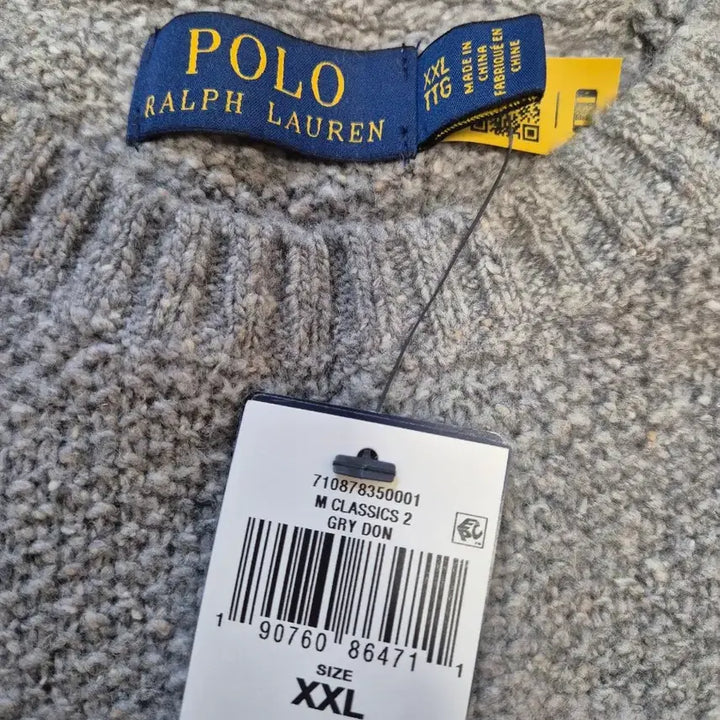 POLO
RALPH LAUREN
XXL
TTG
MADE IN
CHINA
FABRIQUÉ EN
CHINE
710878350001
M CLASSICS 2
GRY DON
1 90760 86471 1
SIZE
XXL